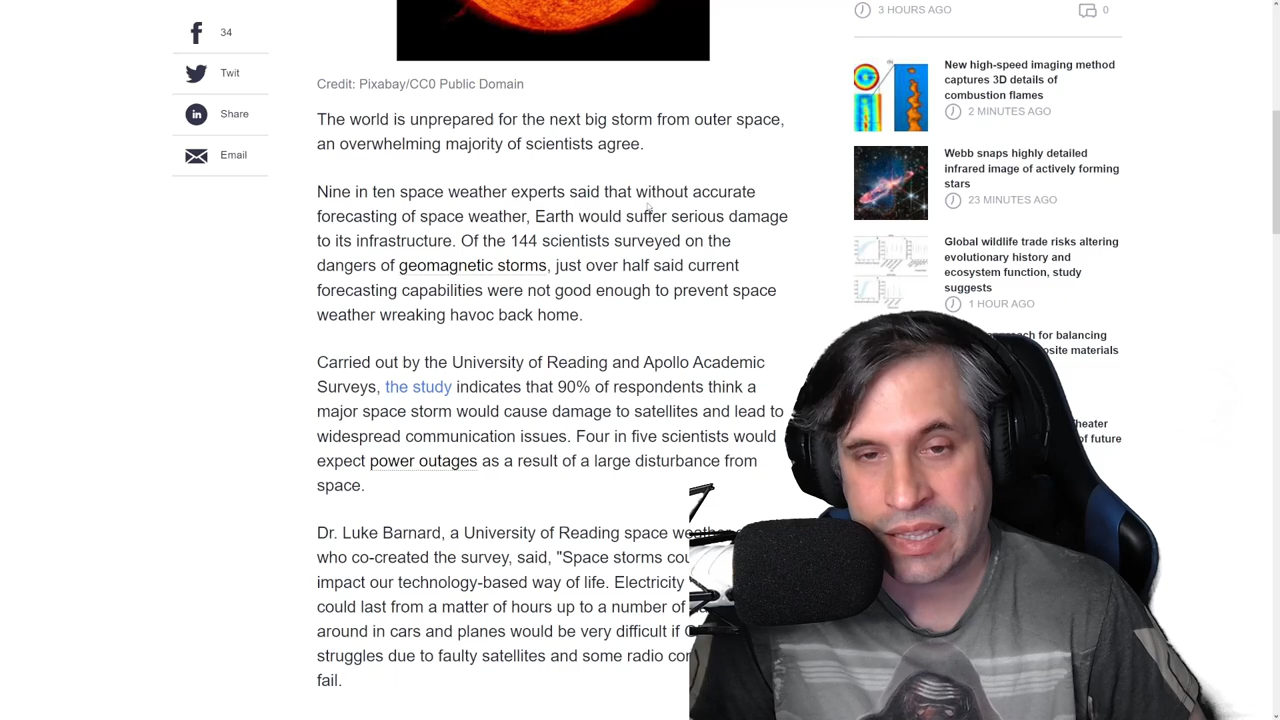 34
Twit
Share
Email
Credit: Pixabay/CC0 Public Domain
The world is unprepared for the next big storm from outer space,
an overwhelming majority of scientists agree.
Nine in ten space weather experts said that without accurate
forecasting of space weather, Earth would suffer serious damage
to its infrastructure. Of the 144 scientists surveyed on the
dangers of geomagnetic storms, just over half said current
forecasting capabilities were not good enough to prevent space
weather wreaking havoc back home.
Carried out by the University of Reading and Apollo Academic
Surveys, the study indicates that 90% of respondents think a
major space storm would cause damage to satellites and lead to
widespread communication issues. Four in five scientists would
expect power outages as a result of a large disturbance from
space.
Dr. Luke Barnard, a University of Reading space
who co-created the survey, said, "Space storms
impact our technology-based way of life. Electricity
could last from a matter of hours up to a number of
around in cars and planes would be very difficult if
struggles due to faulty satellites and some radio
fail.
3 HOURS AGO
0
New high-speed imaging method
captures 3D details of
combustion flames
2 MINUTES AGO
Webb snaps highly detailed
infrared image of actively forming
stars
23 MINUTES AGO
Global wildlife trade risks altering
evolutionary history and
ecosystem function, study
suggests
1 HOUR AGO
for balancing
materials
of future